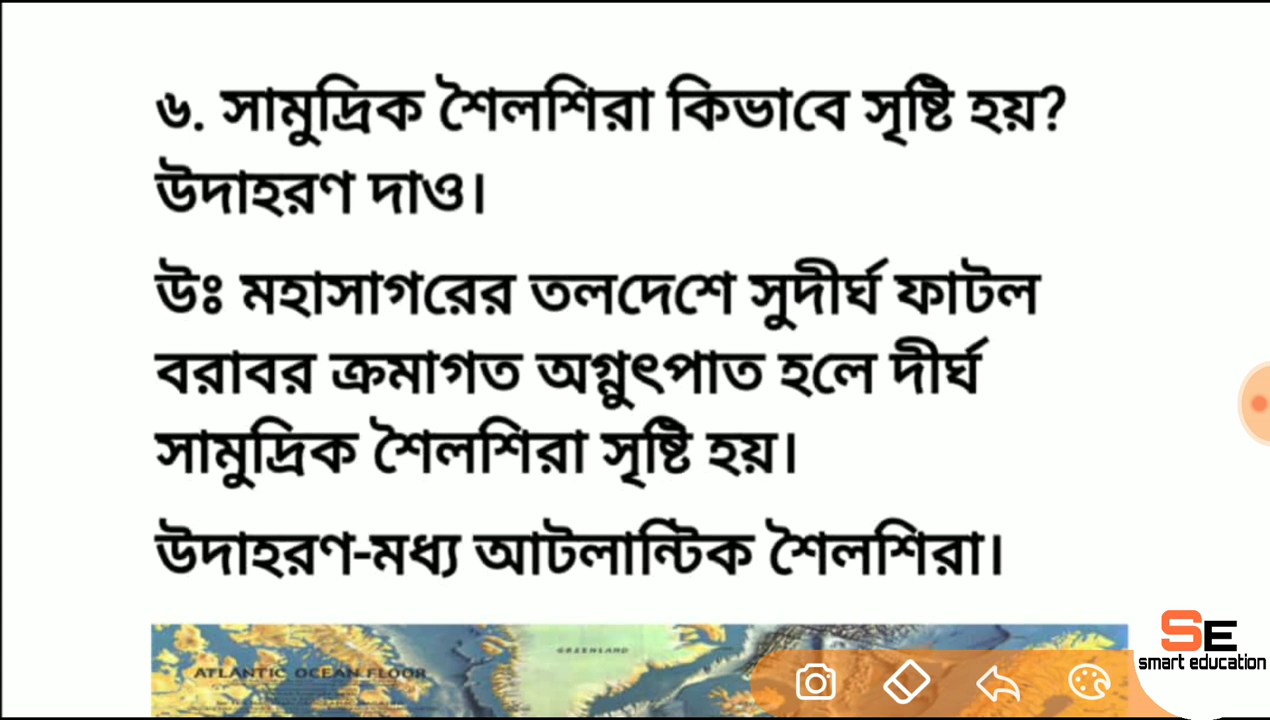 ৬. সামুদ্রিক শৈলশিরা কিভাবে সৃষ্টি হয়?
উদাহরণ দাও।
উঃ মহাসাগরের তলদেশে সুদীর্ঘ ফাটল
বরাবর ক্রমাগত অগ্নুৎপাত হলে দীর্ঘ
সামুদ্রিক শৈলশিরা সৃষ্টি হয়।
উদাহরণ-মধ্য আটলান্টিক শৈলশিরা।
GREENLAND
ATLANTIC OCEAN FLOOR
SE
smart education